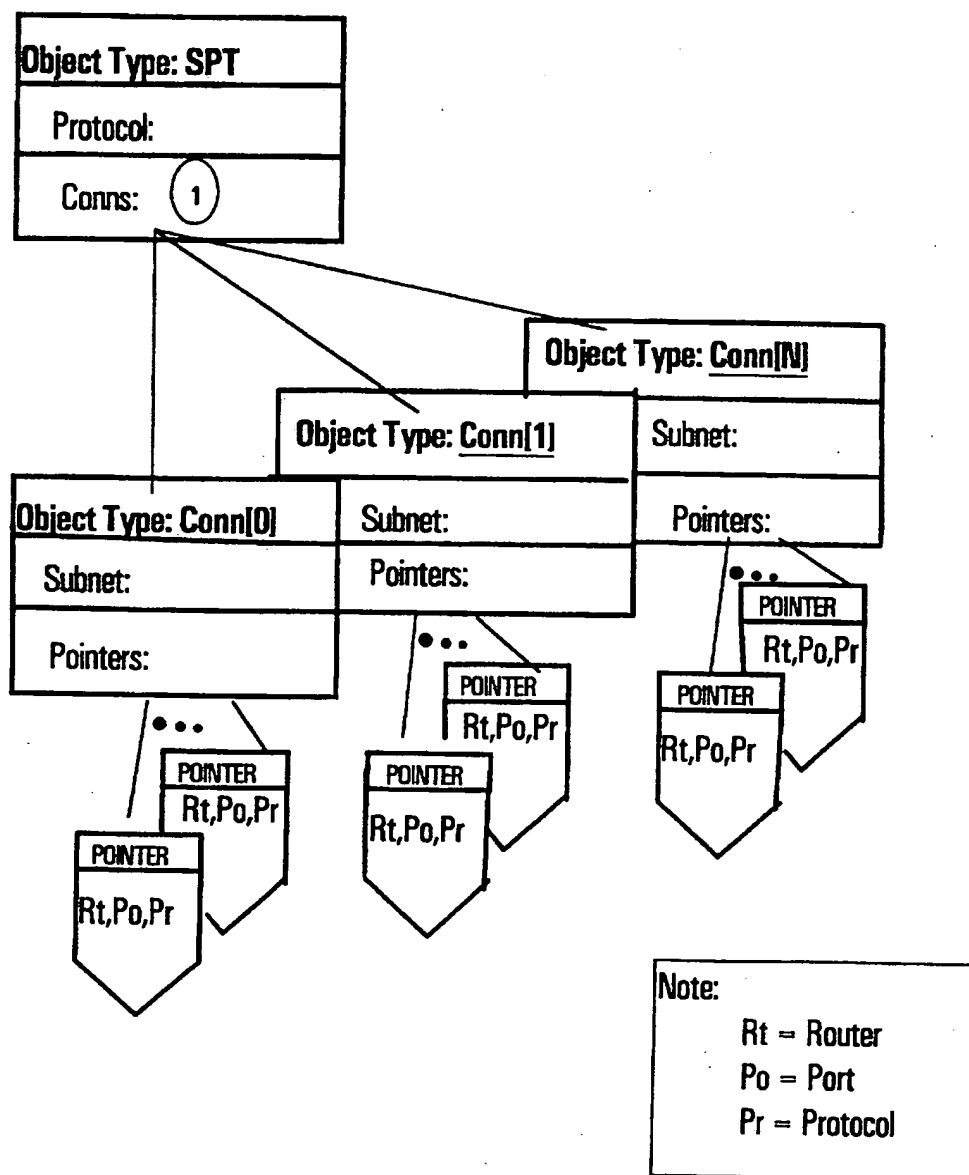 Object Type: SPT
Protocol:
Conns: 1
Object Type: Conn[N]
Subnet:
Pointers:
Object Type: Conn[1]
Subnet:
Pointers:
Object Type: Conn[0]
Subnet:
Pointers:
POINTER
Rt,Po,Pr
POINTER
Rt,Po,Pr
POINTER
Rt,Po,Pr
POINTER
Rt,Po,Pr
POINTER
Rt,Po,Pr
POINTER
Rt,Po,Pr
Note:
Rt = Router
Po = Port
Pr = Protocol